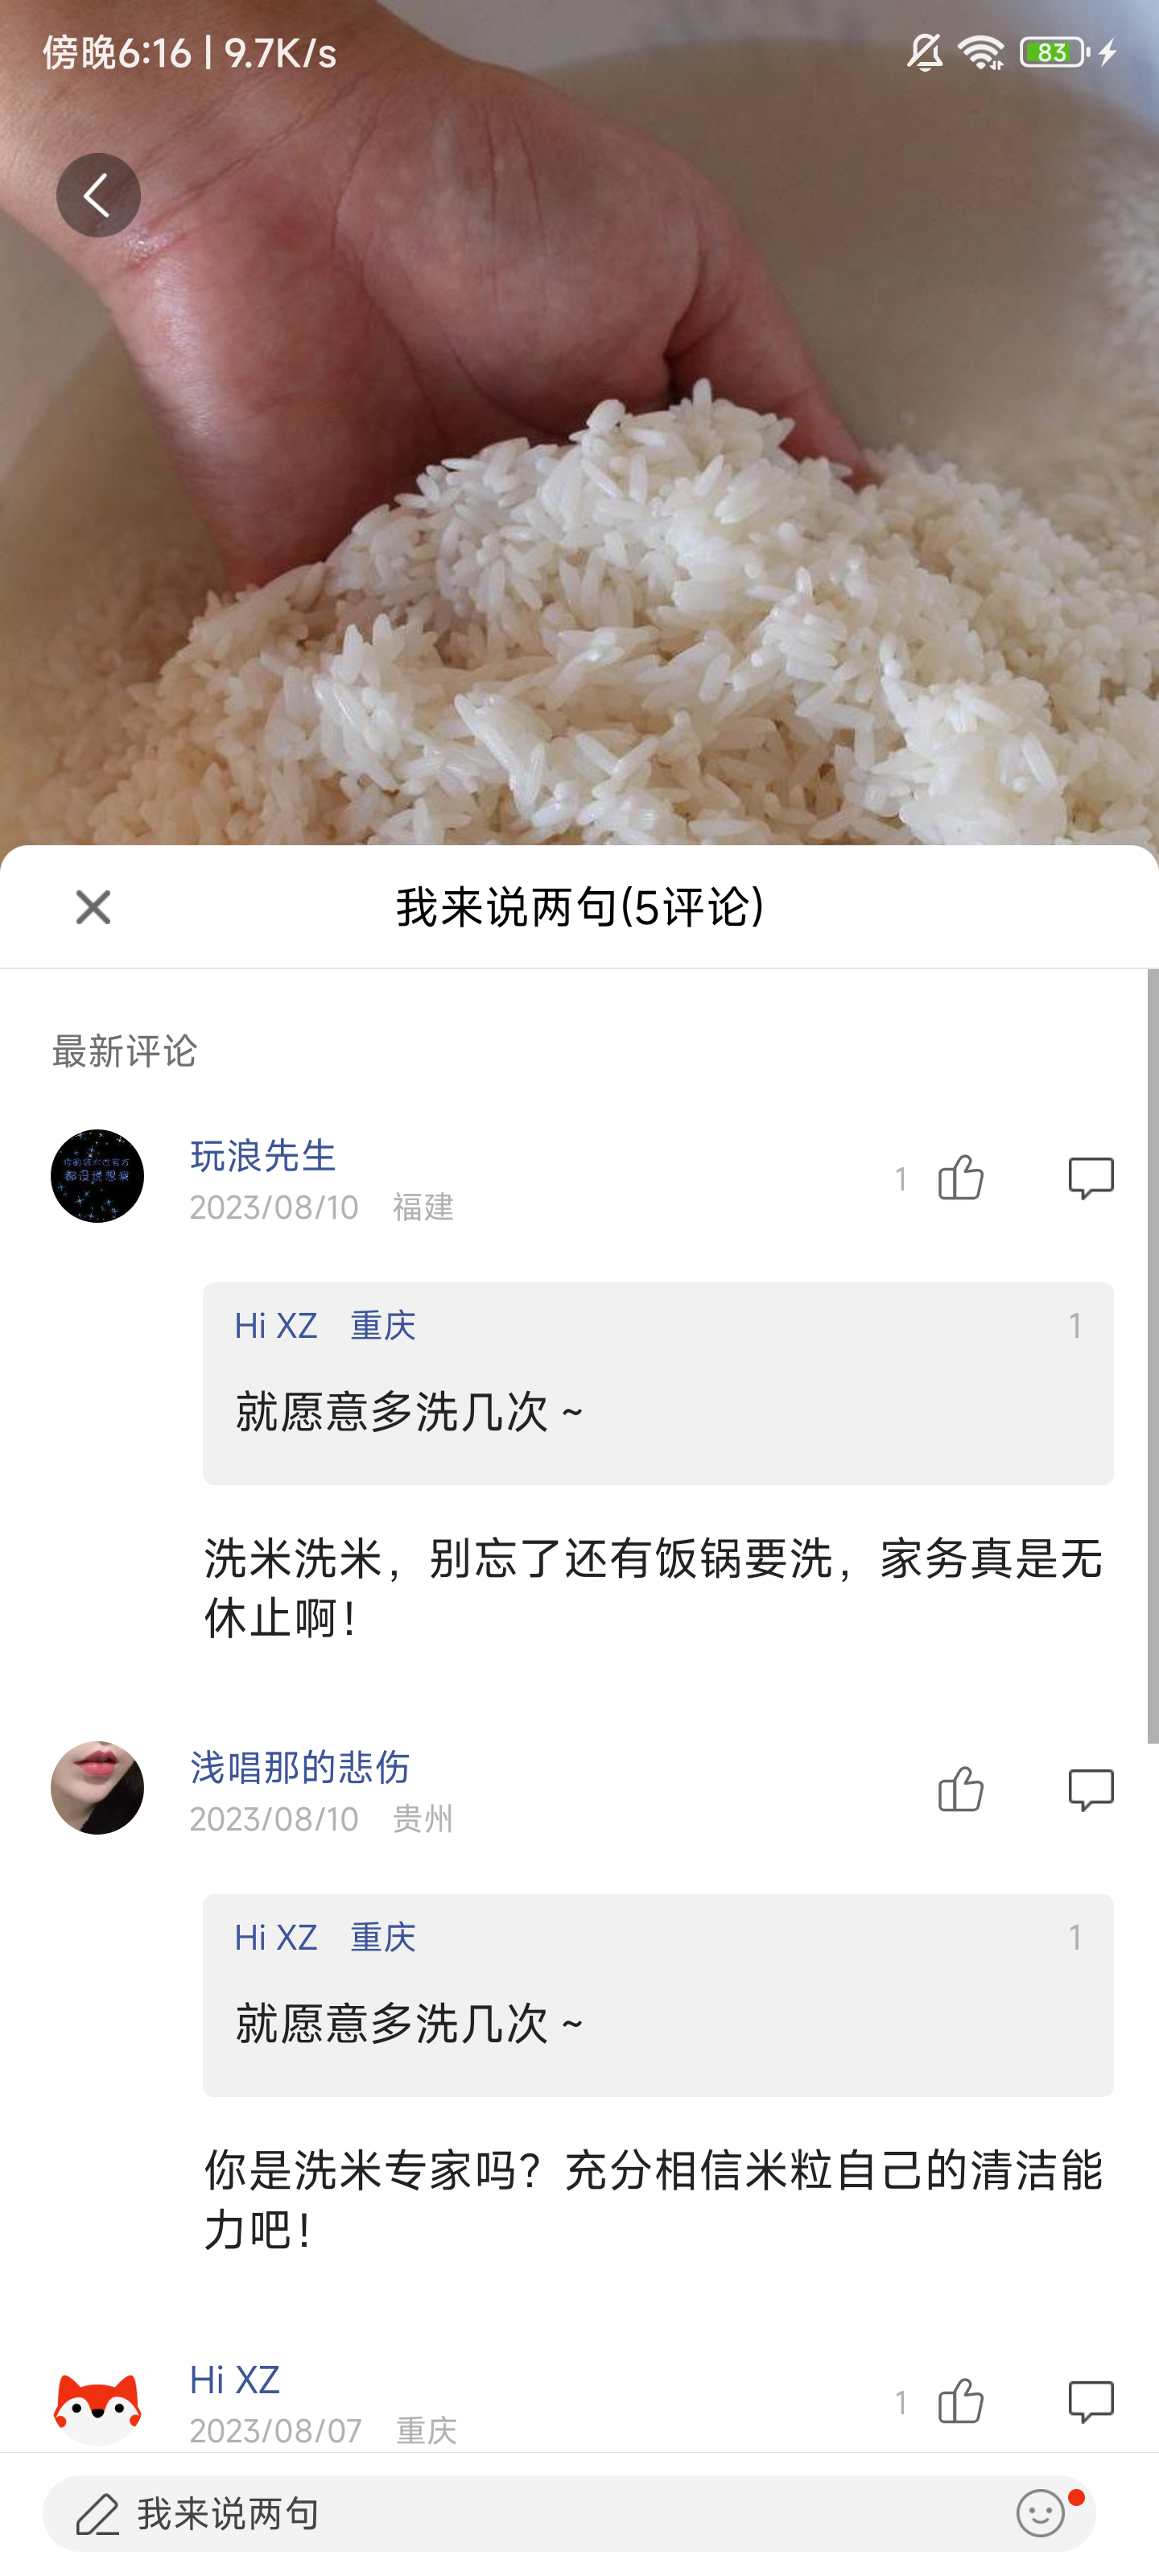 傍晚6:16 | 9.7K/s
83
我来说两句(5评论)
最新评论
玩浪先生
1
2023/08/10 福建
Hi XZ 重庆
1
就愿意多洗几次 ~
洗米洗米，别忘了还有饭锅要洗，家务真是无
休止啊！
浅唱那的悲伤
2023/08/10 贵州
Hi XZ 重庆
1
就愿意多洗几次 ~
你是洗米专家吗？充分相信米粒自己的清洁能
力吧！
Hi XZ
1
2023/08/07 重庆
我来说两句